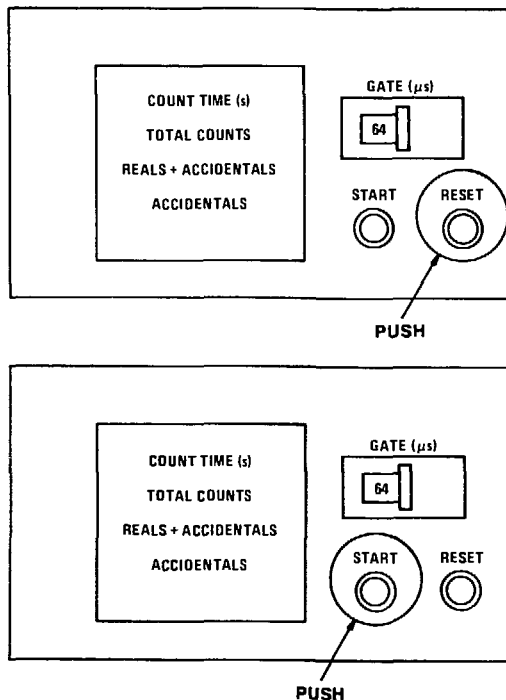 COUNT TIME (s)
TOTAL COUNTS
REALS + ACCIDENTALS
ACCIDENTALS
GATE (μs)
64
START
RESET
PUSH
COUNT TIME (s)
TOTAL COUNTS
REALS + ACCIDENTALS
ACCIDENTALS
GATE (μs)
64
START
RESET
PUSH